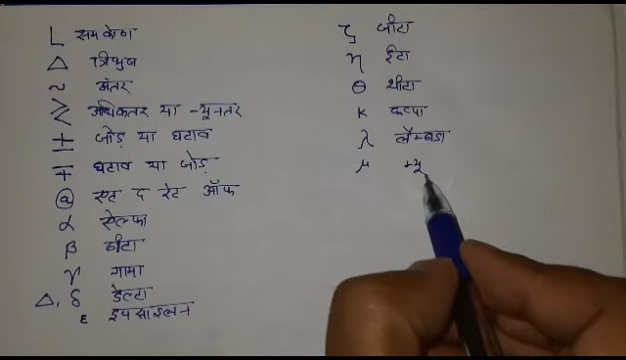 ∟ समकोण
△ त्रिभुज
~ अंतर
≷ अधिकतर या न्यूनतर
± जोड़ या घटाव
∓ घटाव या जोड़
@ एट द रेट ऑफ
α ऐल्फा
β बीटा
γ गामा
Δ, δ डेल्टा
ε इपसाइलन
ζ जीटा
η ईटा
θ थीटा
κ कप्पा
λ लैम्बडा
μ म्यू